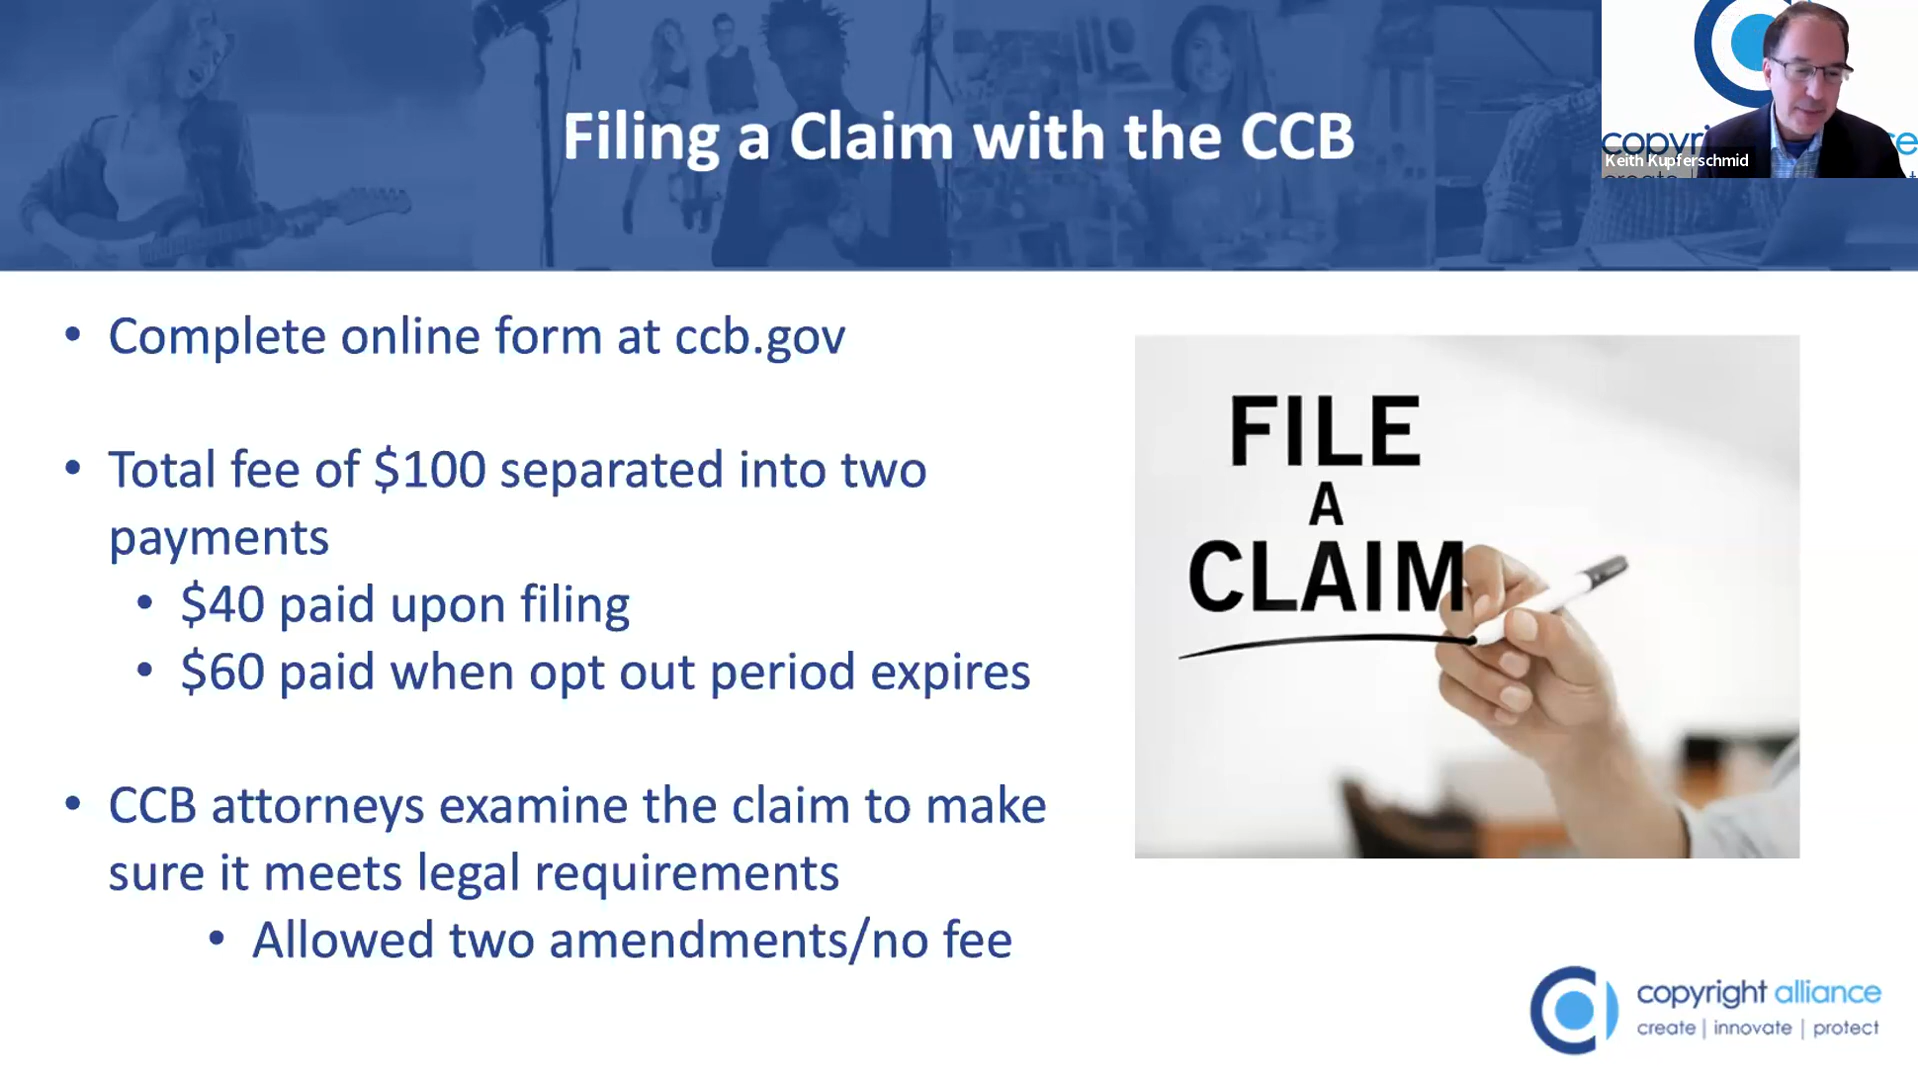 Filing a Claim with the CCB
Keith Kupferschmid
• Complete online form at ccb.gov
• Total fee of $100 separated into two
payments
• $40 paid upon filing
• $60 paid when opt out period expires
• CCB attorneys examine the claim to make
sure it meets legal requirements
• Allowed two amendments/no fee
FILE
A
CLAIM
copyright alliance
create | innovate | protect